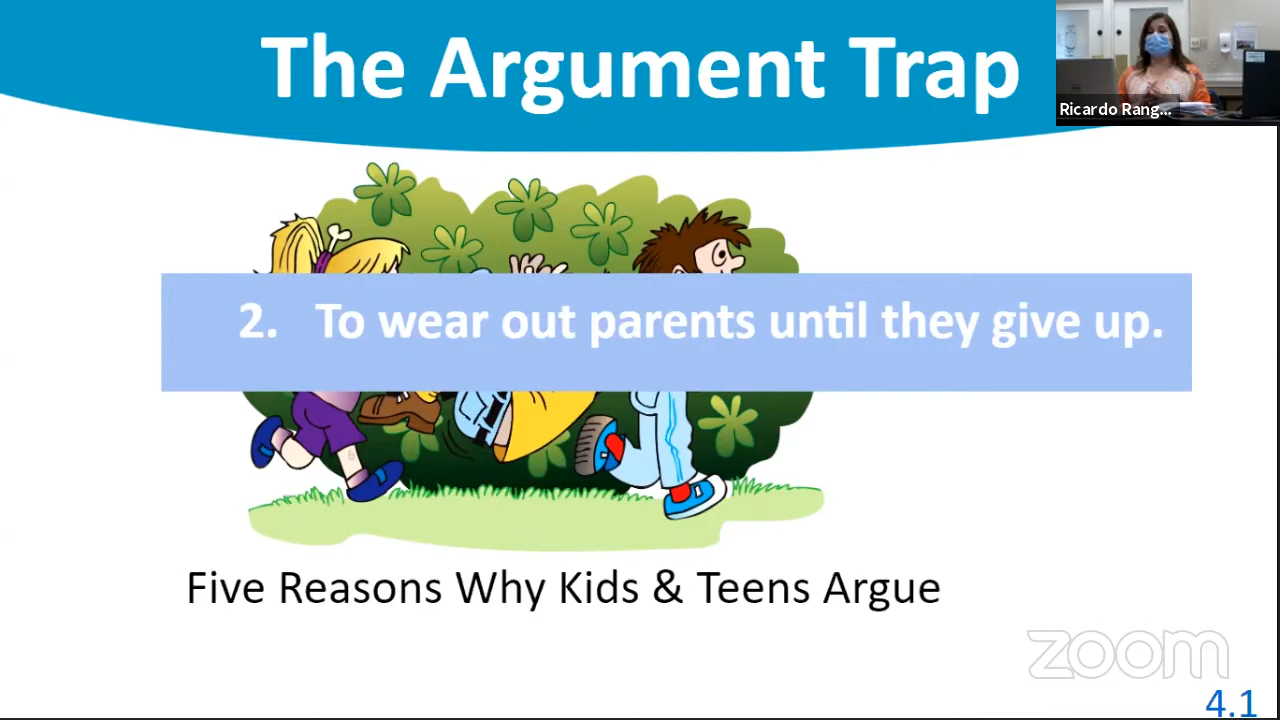 The Argument Trap
Ricardo Rang...
2. To wear out parents until they give up.
Five Reasons Why Kids & Teens Argue
zoom
4.1